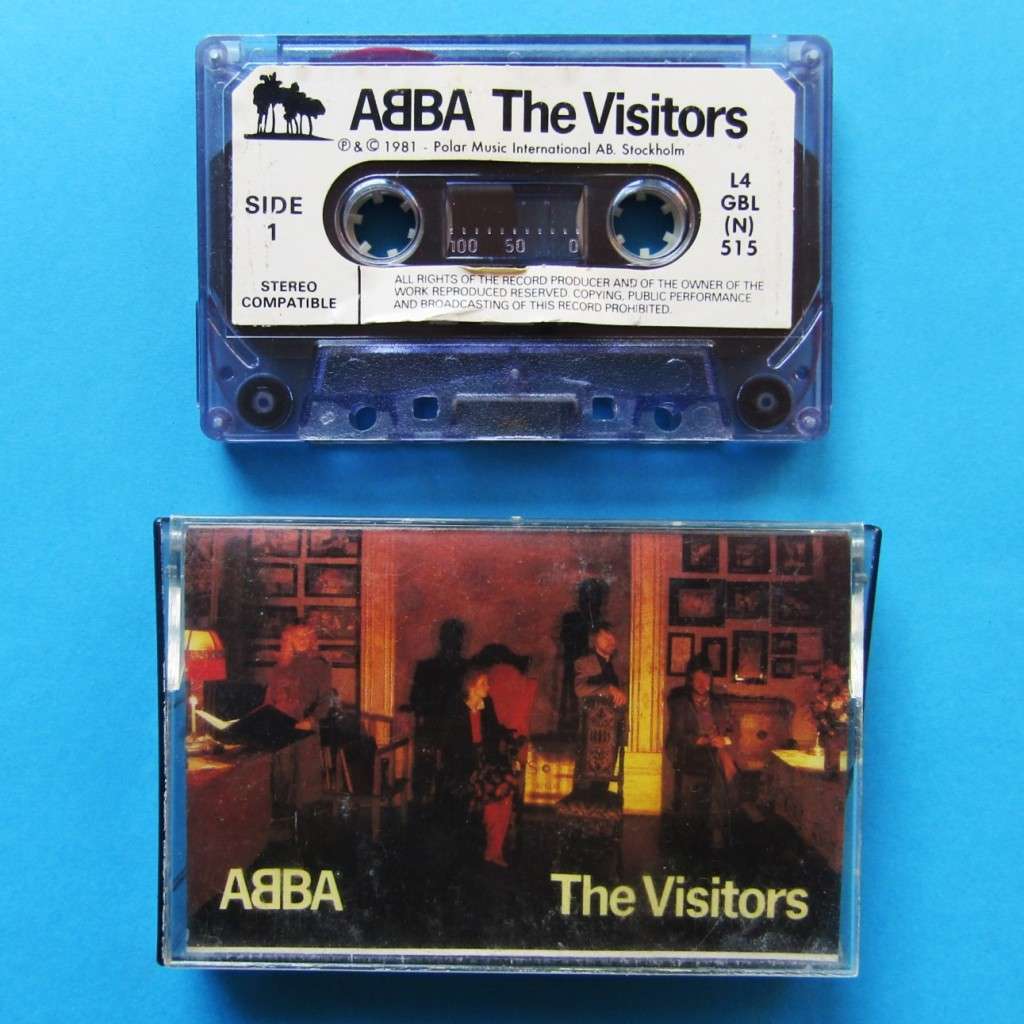 AᗺBA The Visitors
℗ & © 1981 - Polar Music International AB. Stockholm
SIDE
1
L4
GBL
(N)
515
100 50 0
STEREO
COMPATIBLE
ALL RIGHTS OF THE RECORD PRODUCER AND OF THE OWNER OF THE
WORK REPRODUCED RESERVED. COPYING, PUBLIC PERFORMANCE
AND BROADCASTING OF THIS RECORD PROHIBITED.
AᗺBA The Visitors